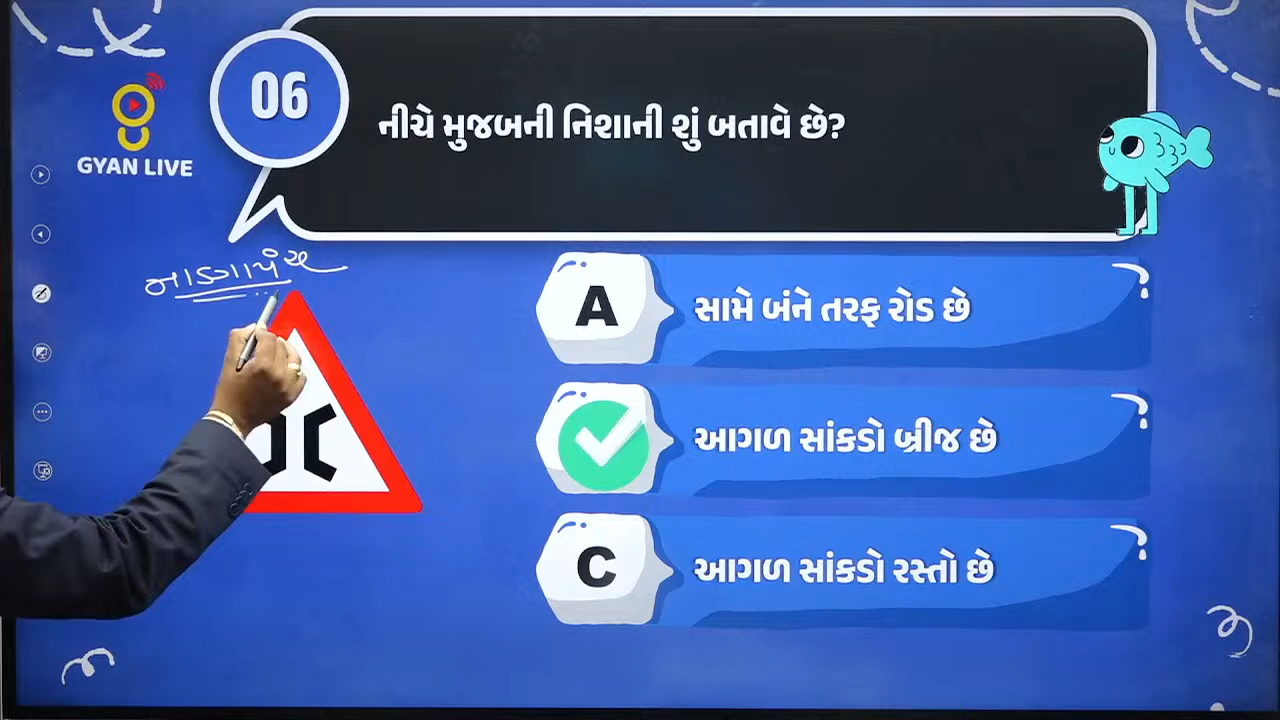 06
નીચે મુજબની નિશાની શું બતાવે છે?
GYAN LIVE
A
સામે બંને તરફ રોડ છે
આગળ સાંકડો બ્રીજ છે
C
આગળ સાંકડો રસ્તો છે